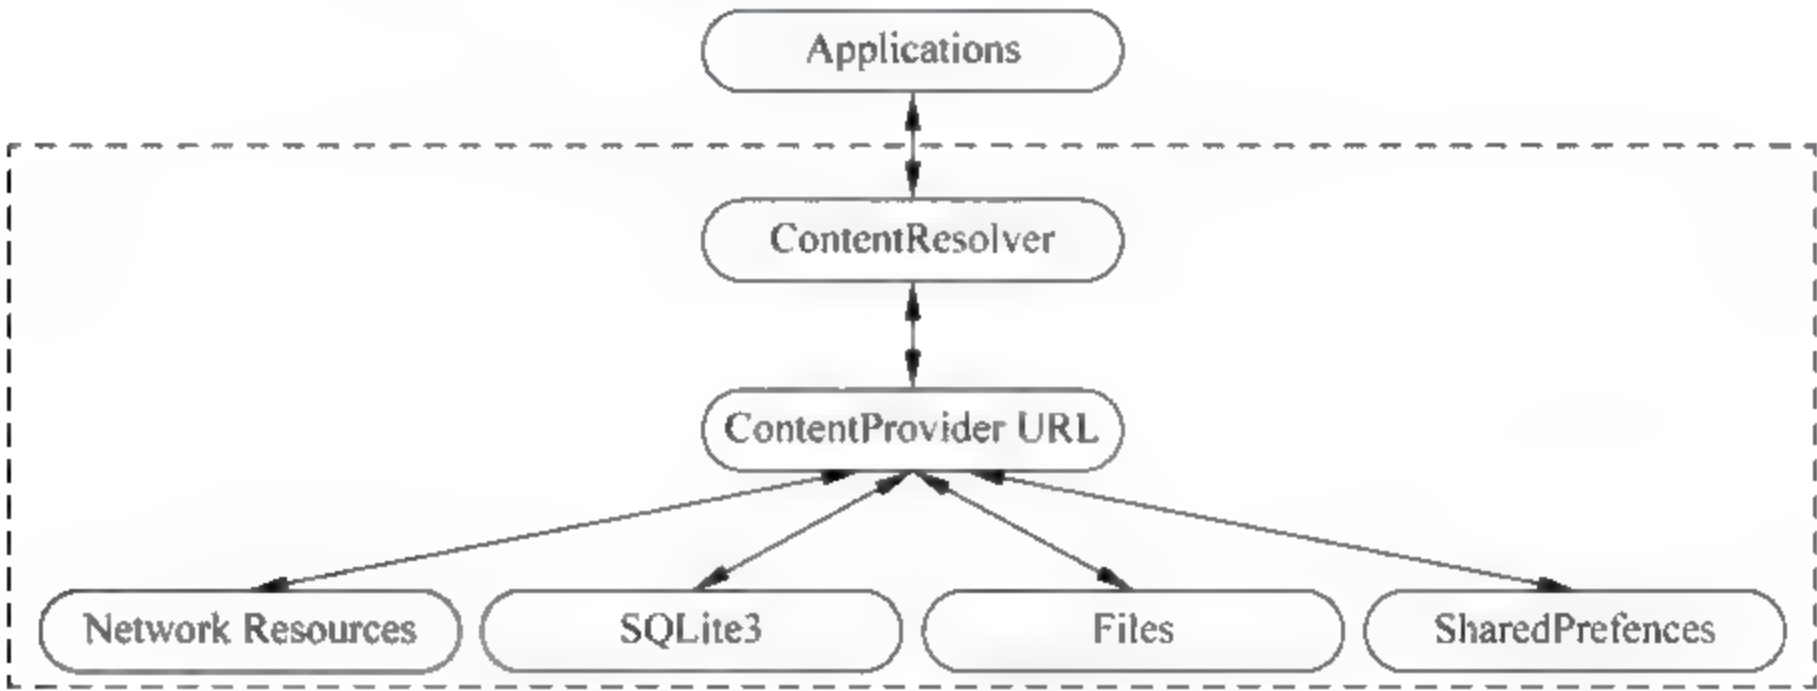 Applications
ContentResolver
ContentProvider URL
Network Resources
SQLite3
Files
SharedPrefences